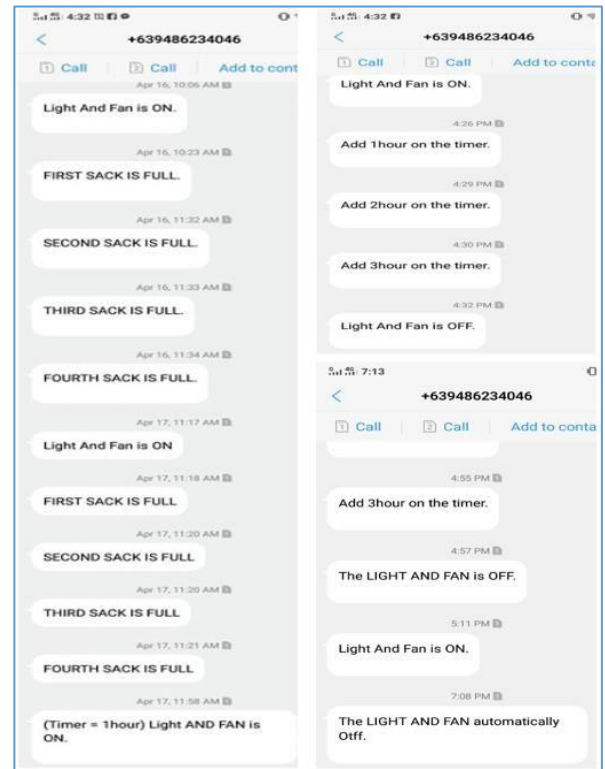 4:32
+639486234046
Call
Call
Add to cont
Apr 16, 10:06 AM
Light And Fan is ON.
Apr 16, 10:23 AM
FIRST SACK IS FULL.
Apr 16, 11:32 AM
SECOND SACK IS FULL.
Apr 16, 11:33 AM
THIRD SACK IS FULL.
Apr 16, 11:34 AM
FOURTH SACK IS FULL.
Apr 17, 11:17 AM
Light And Fan is ON
Apr 17, 11:18 AM
FIRST SACK IS FULL
Apr 17, 11:20 AM
SECOND SACK IS FULL
Apr 17, 11:20 AM
THIRD SACK IS FULL
Apr 17, 11:21 AM
FOURTH SACK IS FULL
Apr 17, 11:58 AM
(Timer = 1hour) Light AND FAN is
ON.
4:32
+639486234046
Call
Call
Add to conta
Light And Fan is ON.
4:26 PM
Add 1hour on the timer.
4:29 PM
Add 2hour on the timer.
4:30 PM
Add 3hour on the timer.
4:32 PM
Light And Fan is OFF.
7:13
+639486234046
Call
Call
Add to conta
4:55 PM
Add 3hour on the timer.
4:57 PM
The LIGHT AND FAN is OFF.
5:11 PM
Light And Fan is ON.
7:08 PM
The LIGHT AND FAN automatically
Otff.